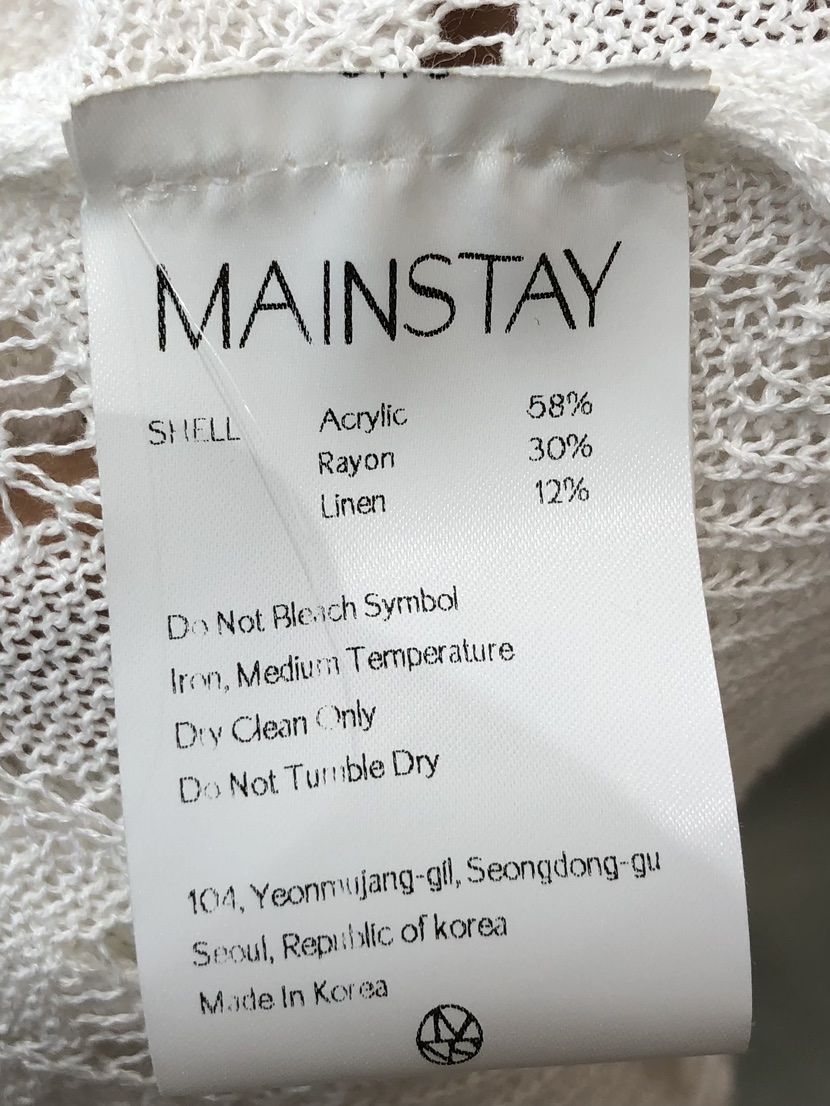 MAINSTAY
SHELL Acrylic 58%
Rayon 30%
Linen 12%
Do Not Bleach Symbol
Iron, Medium Temperature
Dry Clean Only
Do Not Tumble Dry
104, Yeonmujang-gil, Seongdong-gu
Seoul, Republic of korea
Made In Korea